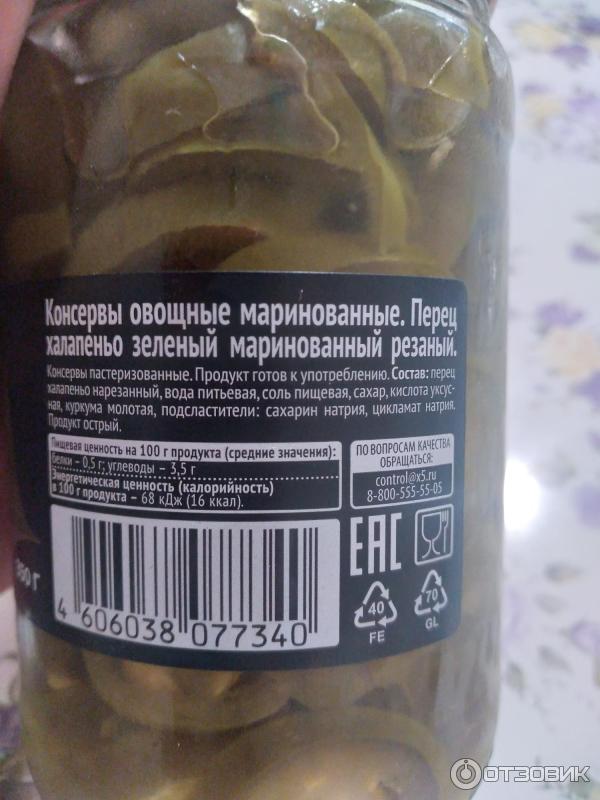 Консервы овощные маринованные. Перец
халапеньо зеленый маринованный резаный.
Консервы пастеризованные. Продукт готов к употреблению. Состав: перец
халапеньо нарезанный, вода питьевая, соль пищевая, сахар, кислота уксус-
ная, куркума молотая, подсластители: сахарин натрия, цикламат натрия.
Продукт острый.
Пищевая ценность на 100 г продукта (средние значения):
Белки – 0,5 г; углеводы – 3,5 г
Энергетическая ценность (калорийность)
в 100 г продукта – 68 кДж (16 ккал).
ПО ВОПРОСАМ КАЧЕСТВА
ОБРАЩАТЬСЯ:
control@x5.ru
8-800-555-55-05
EAC
40
FE
70
GL
4 606038 077340
ОТЗОВИК